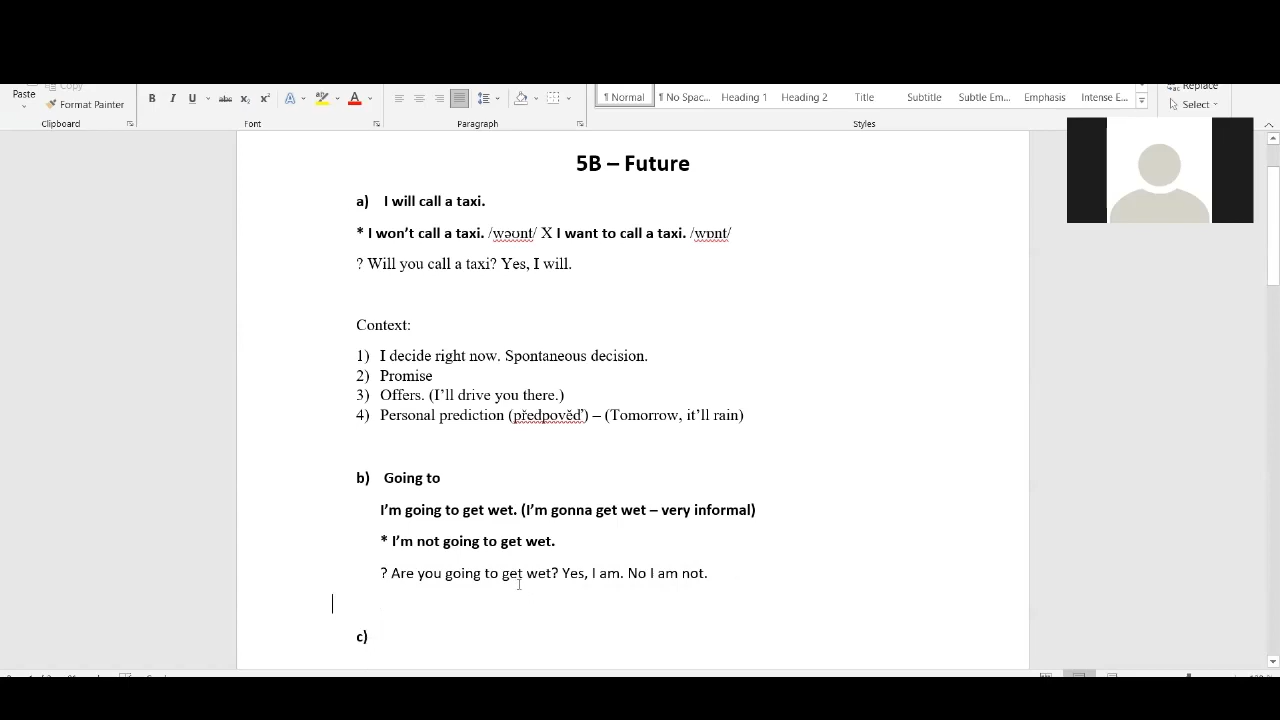 Copy
Paste
Format Painter
B I U abc x₂ x² A A
¶ Normal ¶ No Spac... Heading 1 Heading 2 Title Subtitle Subtle Em... Emphasis Intense E...
Replace
Select
Clipboard Font Paragraph Styles
5B – Future
a) I will call a taxi.
* I won’t call a taxi. /wəʊnt/ X I want to call a taxi. /wɒnt/
? Will you call a taxi? Yes, I will.
Context:
1) I decide right now. Spontaneous decision.
2) Promise
3) Offers. (I’ll drive you there.)
4) Personal prediction (předpověď) – (Tomorrow, it’ll rain)
b) Going to
I’m going to get wet. (I’m gonna get wet – very informal)
* I’m not going to get wet.
? Are you going to get wet? Yes, I am. No I am not.
c)